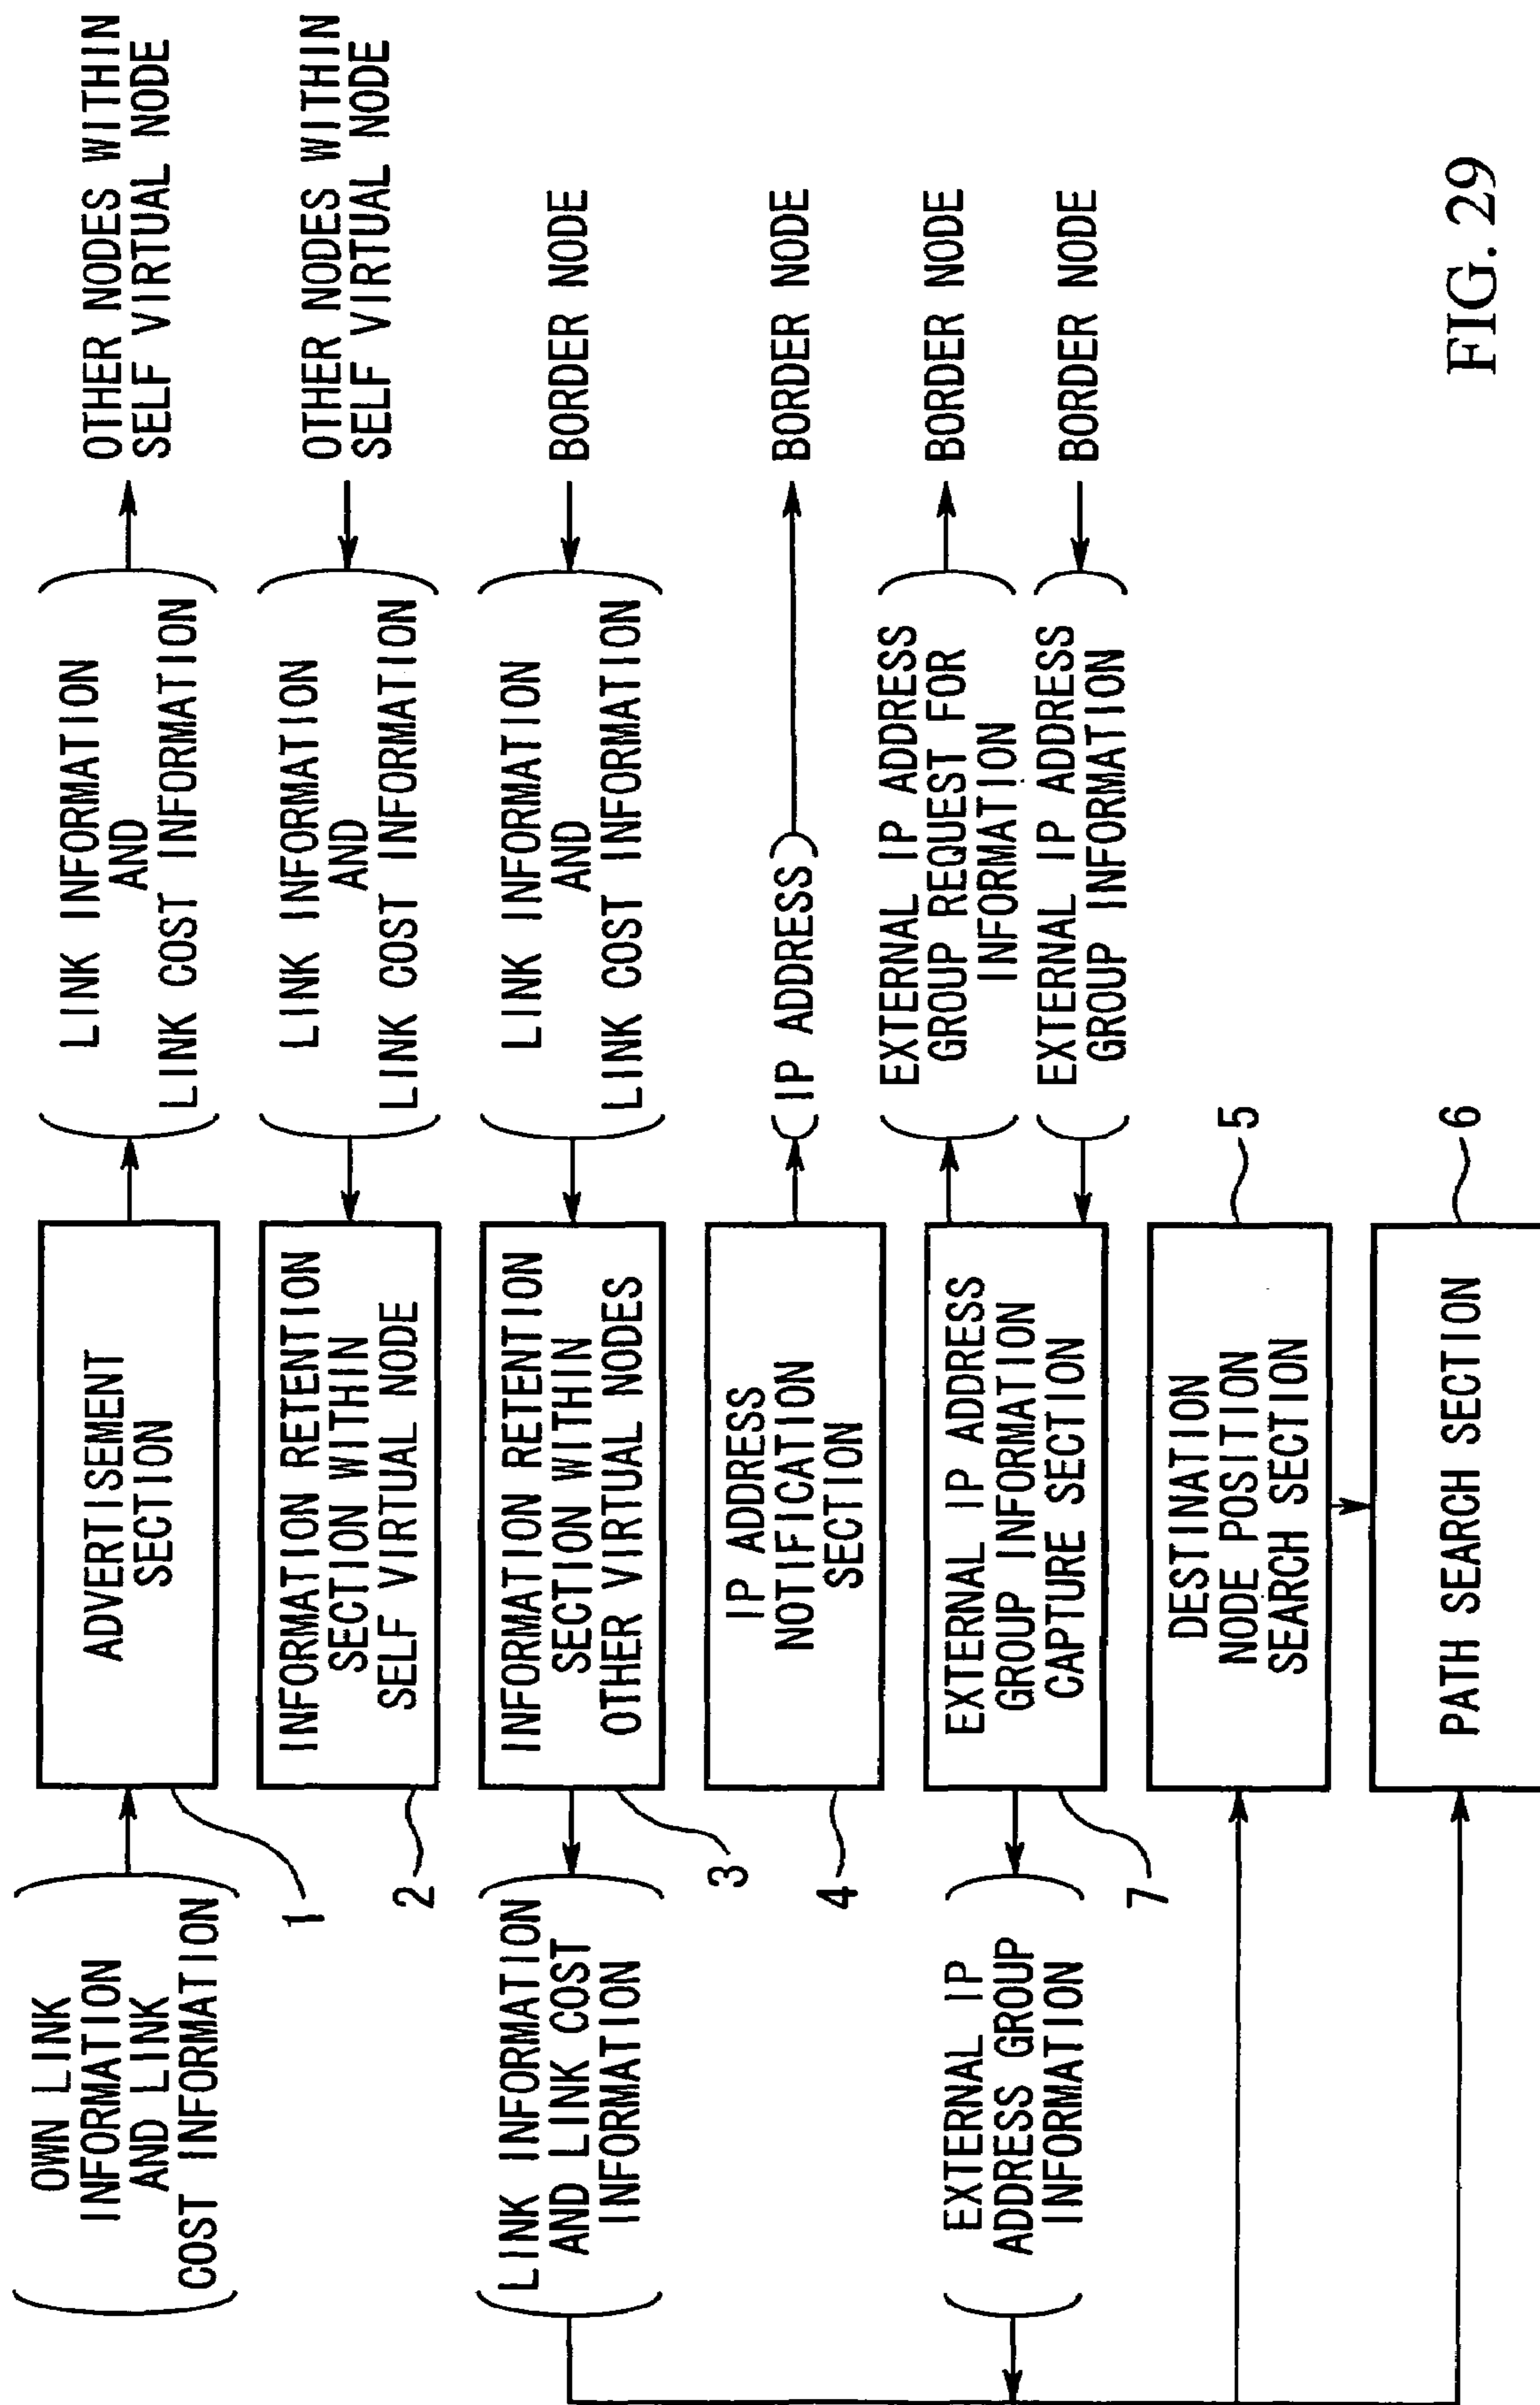 OWN LINK
INFORMATION
AND LINK
COST INFORMATION
1
ADVERTISEMENT
SECTION
LINK INFORMATION
AND
LINK COST INFORMATION
OTHER NODES WITHIN
SELF VIRTUAL NODE
2
INFORMATION RETENTION
SECTION WITHIN
SELF VIRTUAL NODE
LINK INFORMATION
AND
LINK COST INFORMATION
OTHER NODES WITHIN
SELF VIRTUAL NODE
LINK INFORMATION
AND LINK COST
INFORMATION
3
INFORMATION RETENTION
SECTION WITHIN
OTHER VIRTUAL NODES
LINK INFORMATION
AND
LINK COST INFORMATION
BORDER NODE
4
IP ADDRESS
NOTIFICATION
SECTION
IP ADDRESS
BORDER NODE
EXTERNAL IP
ADDRESS GROUP
INFORMATION
7
EXTERNAL IP ADDRESS
GROUP INFORMATION
CAPTURE SECTION
EXTERNAL IP ADDRESS
GROUP REQUEST FOR
INFORMATION
BORDER NODE
EXTERNAL IP ADDRESS
GROUP INFORMATION
BORDER NODE
DESTINATION
NODE POSITION
SEARCH SECTION
5
PATH SEARCH SECTION
6
FIG. 29